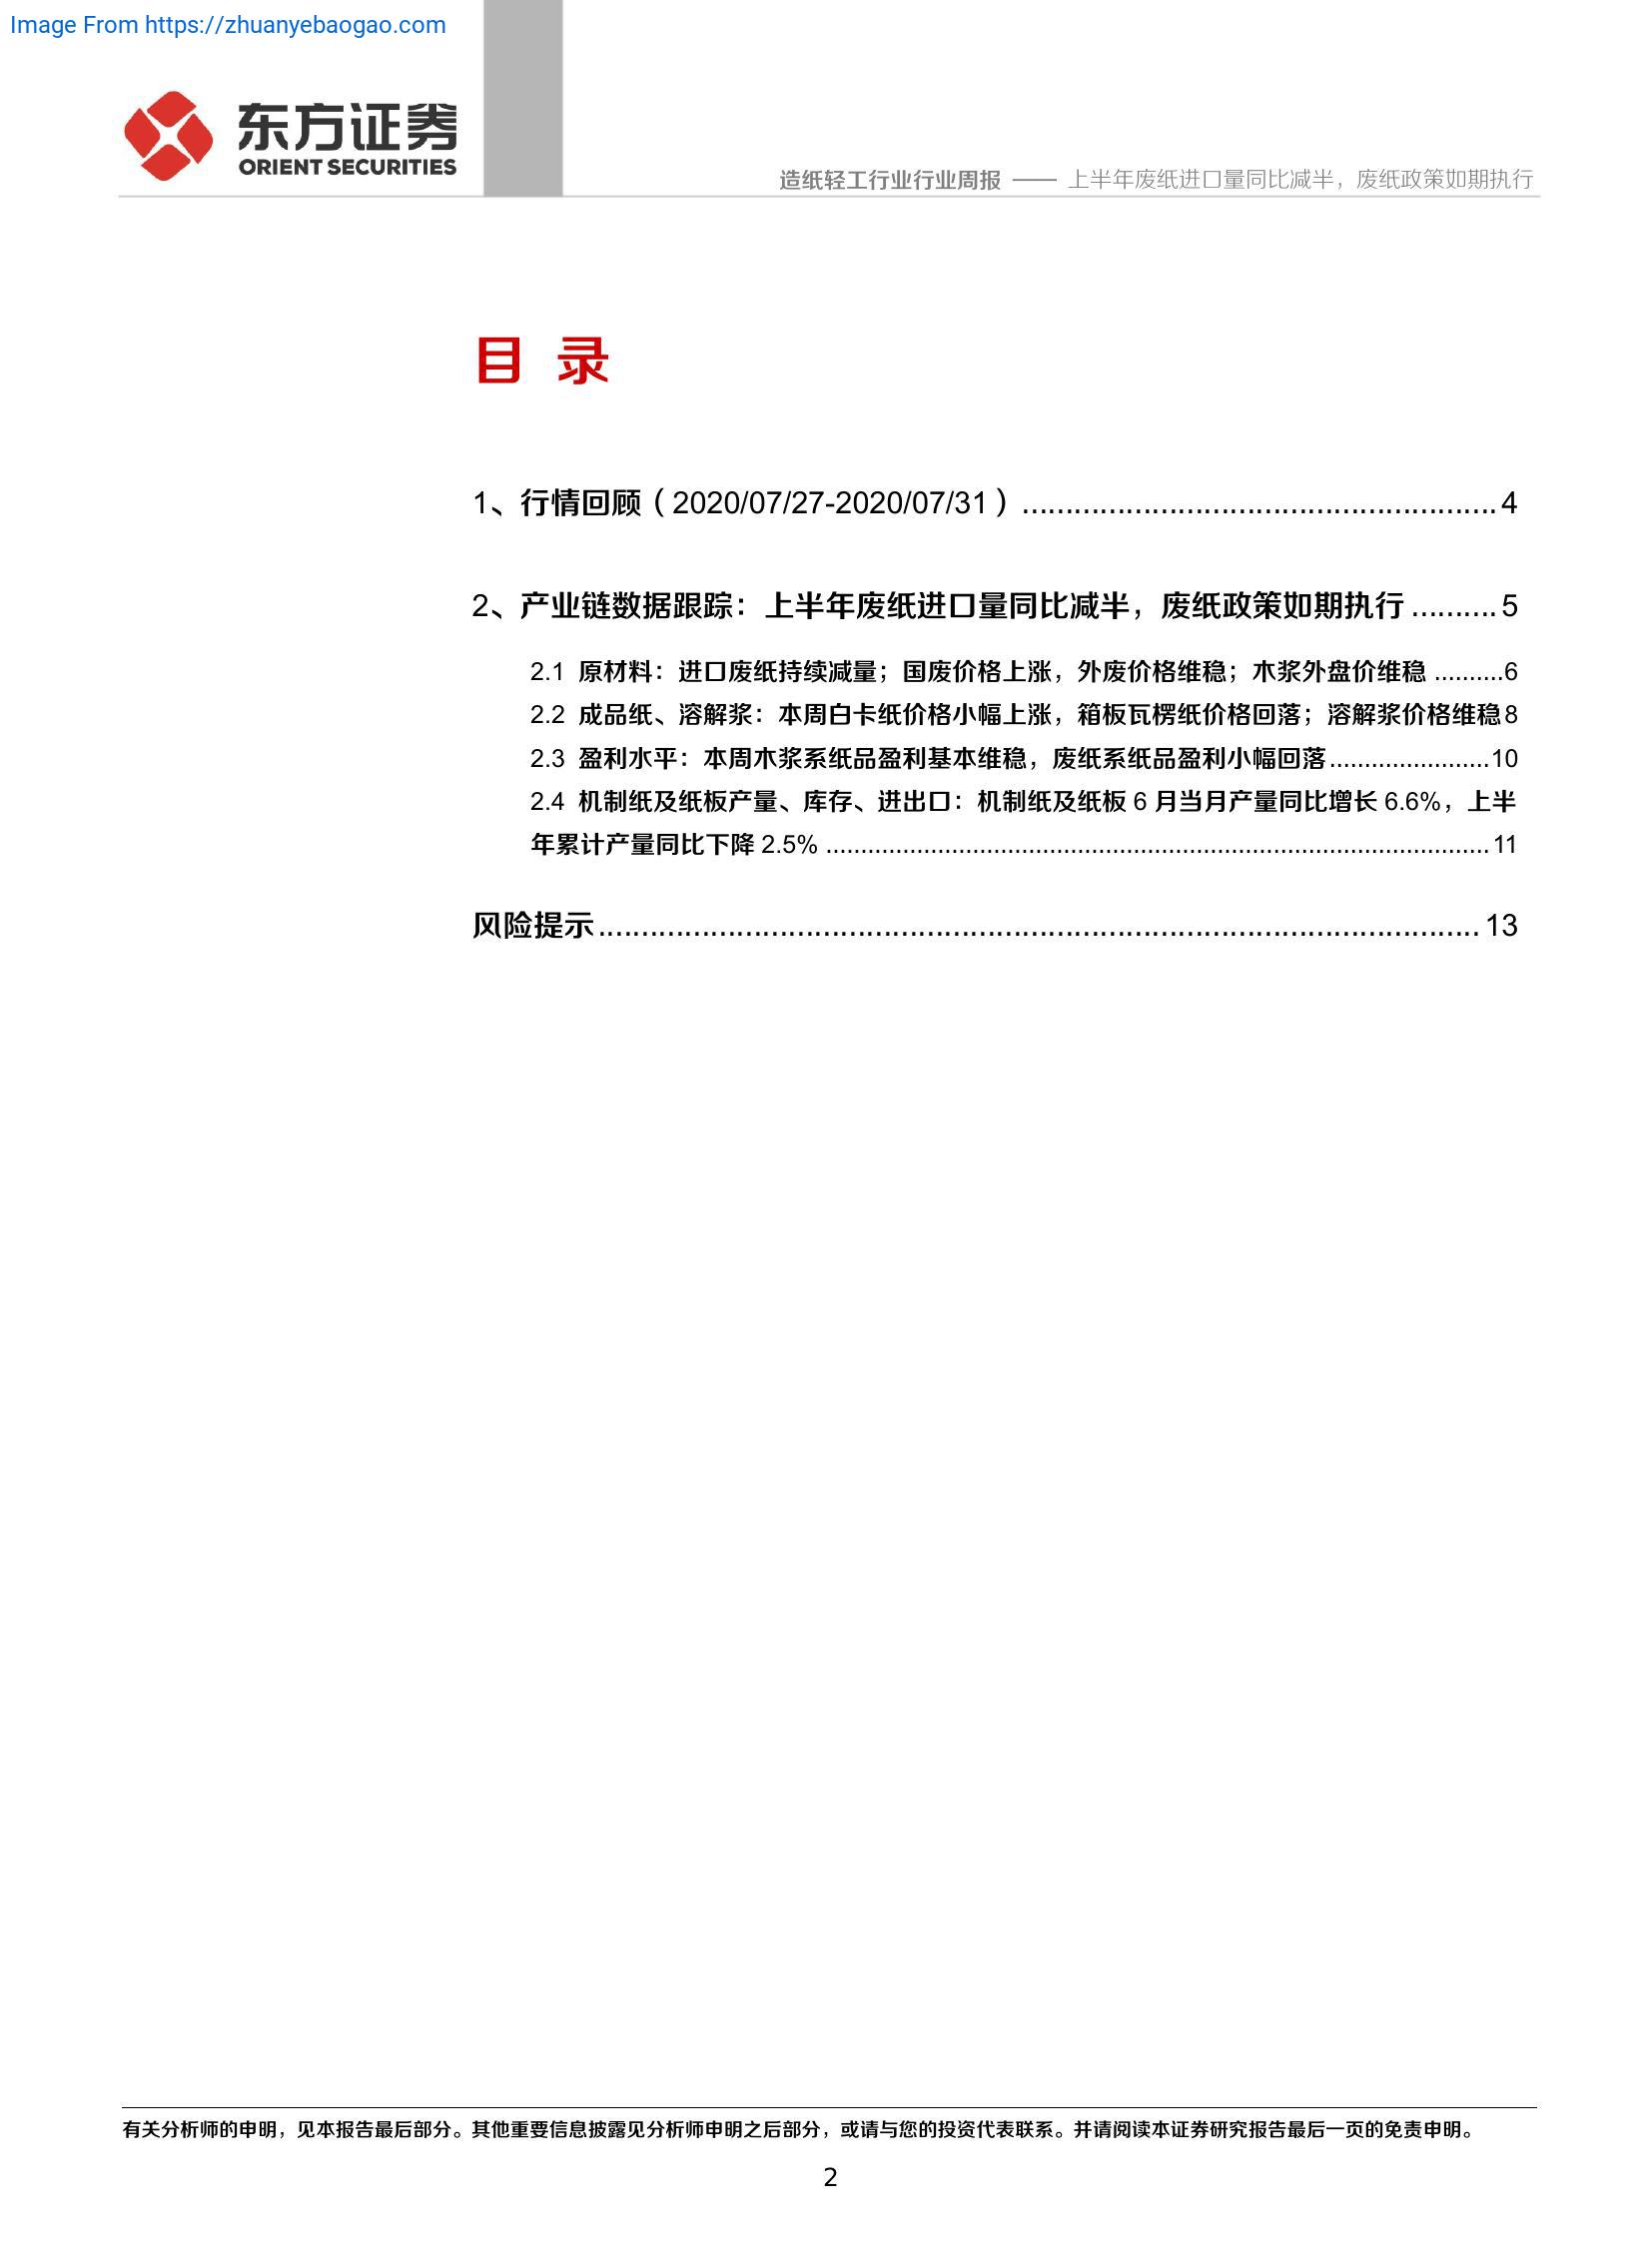 Image From https://zhuanyebaogao.com
东方证券
ORIENT SECURITIES
造纸轻工行业行业周报 —— 上半年废纸进口量同比减半，废纸政策如期执行
目 录
1、行情回顾（2020/07/27-2020/07/31）.......................................................4
2、产业链数据跟踪：上半年废纸进口量同比减半，废纸政策如期执行..........5
2.1 原材料：进口废纸持续减量；国废价格上涨，外废价格维稳；木浆外盘价维稳..........6
2.2 成品纸、溶解浆：本周白卡纸价格小幅上涨，箱板瓦楞纸价格回落；溶解浆价格维稳8
2.3 盈利水平：本周木浆系纸品盈利基本维稳，废纸系纸品盈利小幅回落.......................10
2.4 机制纸及纸板产量、库存、进出口：机制纸及纸板 6 月当月产量同比增长 6.6%，上半
年累计产量同比下降 2.5%...............................................................................................11
风险提示......................................................................................................13
有关分析师的申明，见本报告最后部分。其他重要信息披露见分析师申明之后部分，或请与您的投资代表联系。并请阅读本证券研究报告最后一页的免责申明。
2